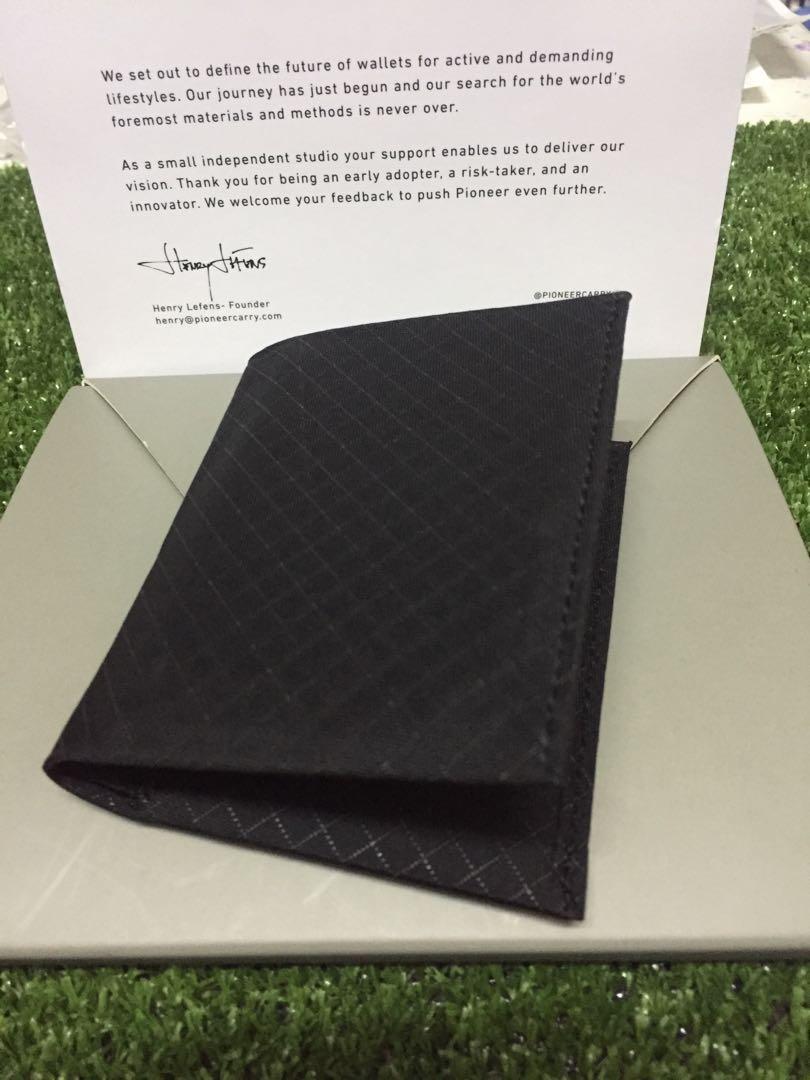 We set out to define the future of wallets for active and demanding
lifestyles. Our journey has just begun and our search for the world's
foremost materials and methods is never over.
As a small independent studio your support enables us to deliver our
vision. Thank you for being an early adopter, a risk-taker, and an
innovator. We welcome your feedback to push Pioneer even further.
Henry Lefens
Henry Lefens- Founder
henry@pioneercarry.com
@PIONEERCARRY